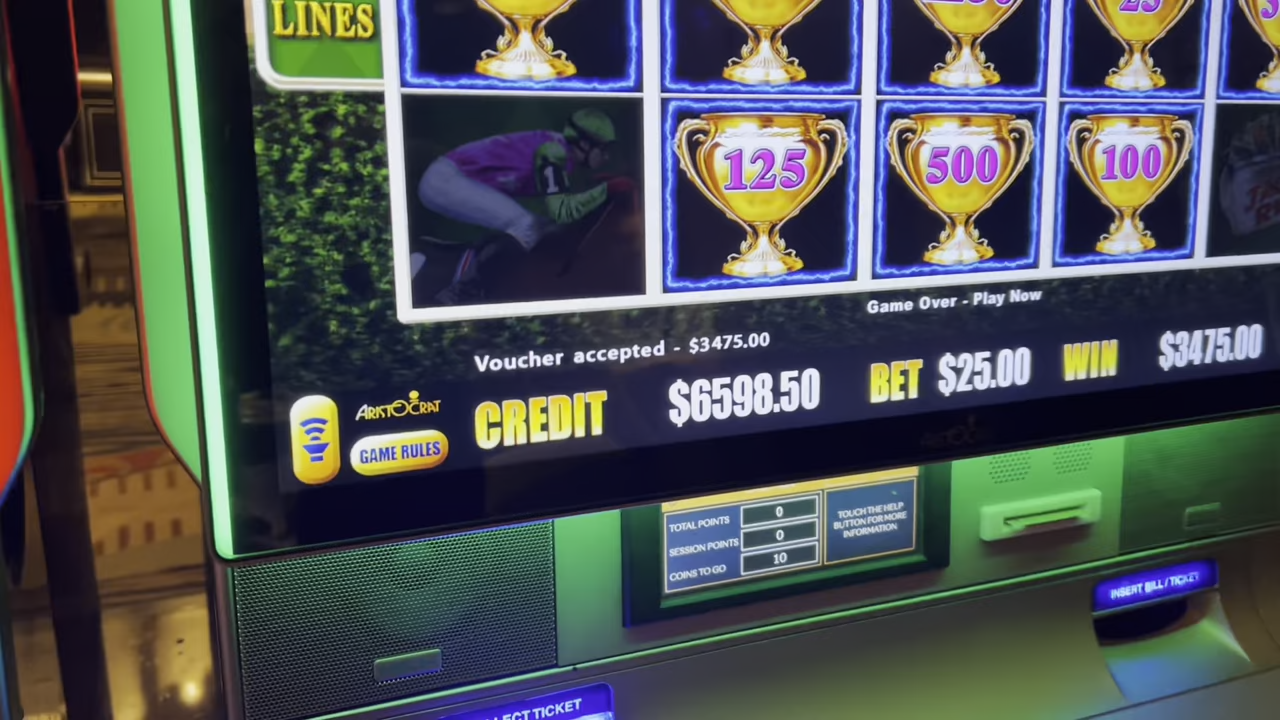 LINES
25
125
500
100
Game Over - Play Now
Voucher accepted - $3475.00
CREDIT $6598.50 BET $25.00 WIN $3475.00
ARISTOCRAT
GAME RULES
TOTAL POINTS 0
SESSION POINTS 0
COINS TO GO 10
TOUCH THE HELP
BUTTON FOR MORE
INFORMATION
INSERT BILL / TICKET
TICKET